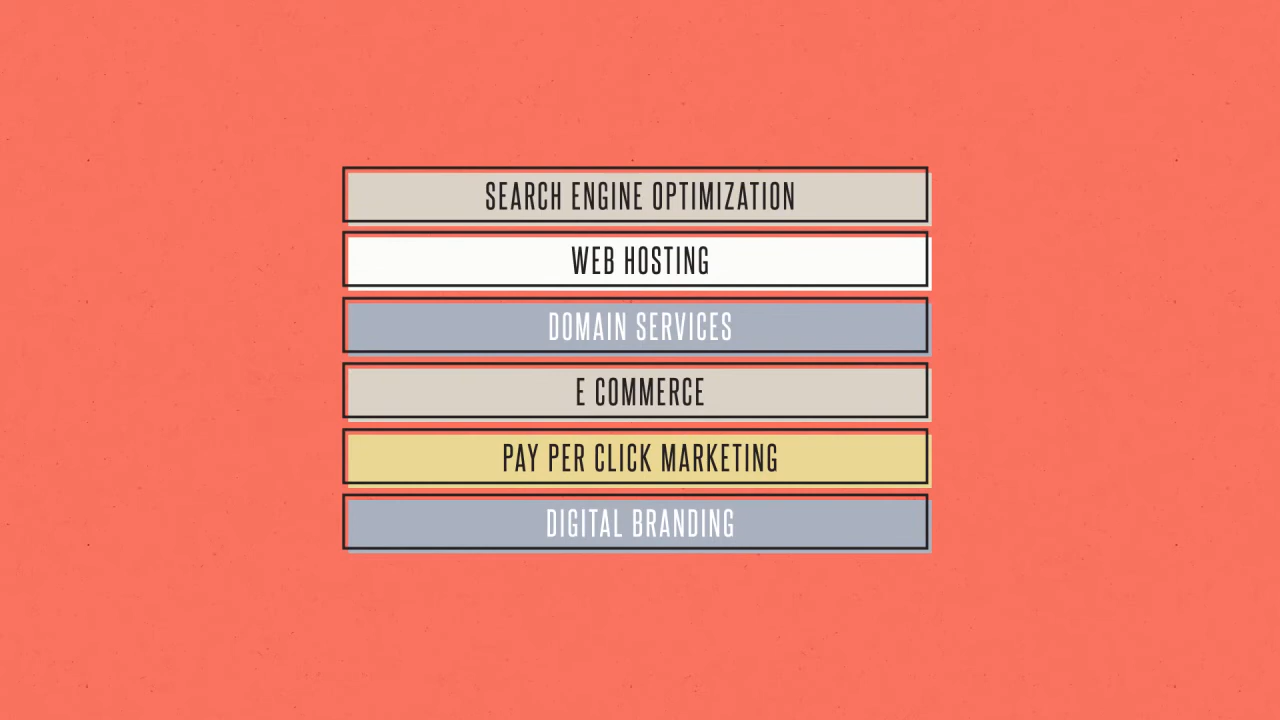 SEARCH ENGINE OPTIMIZATION
WEB HOSTING
DOMAIN SERVICES
E COMMERCE
PAY PER CLICK MARKETING
DIGITAL BRANDING